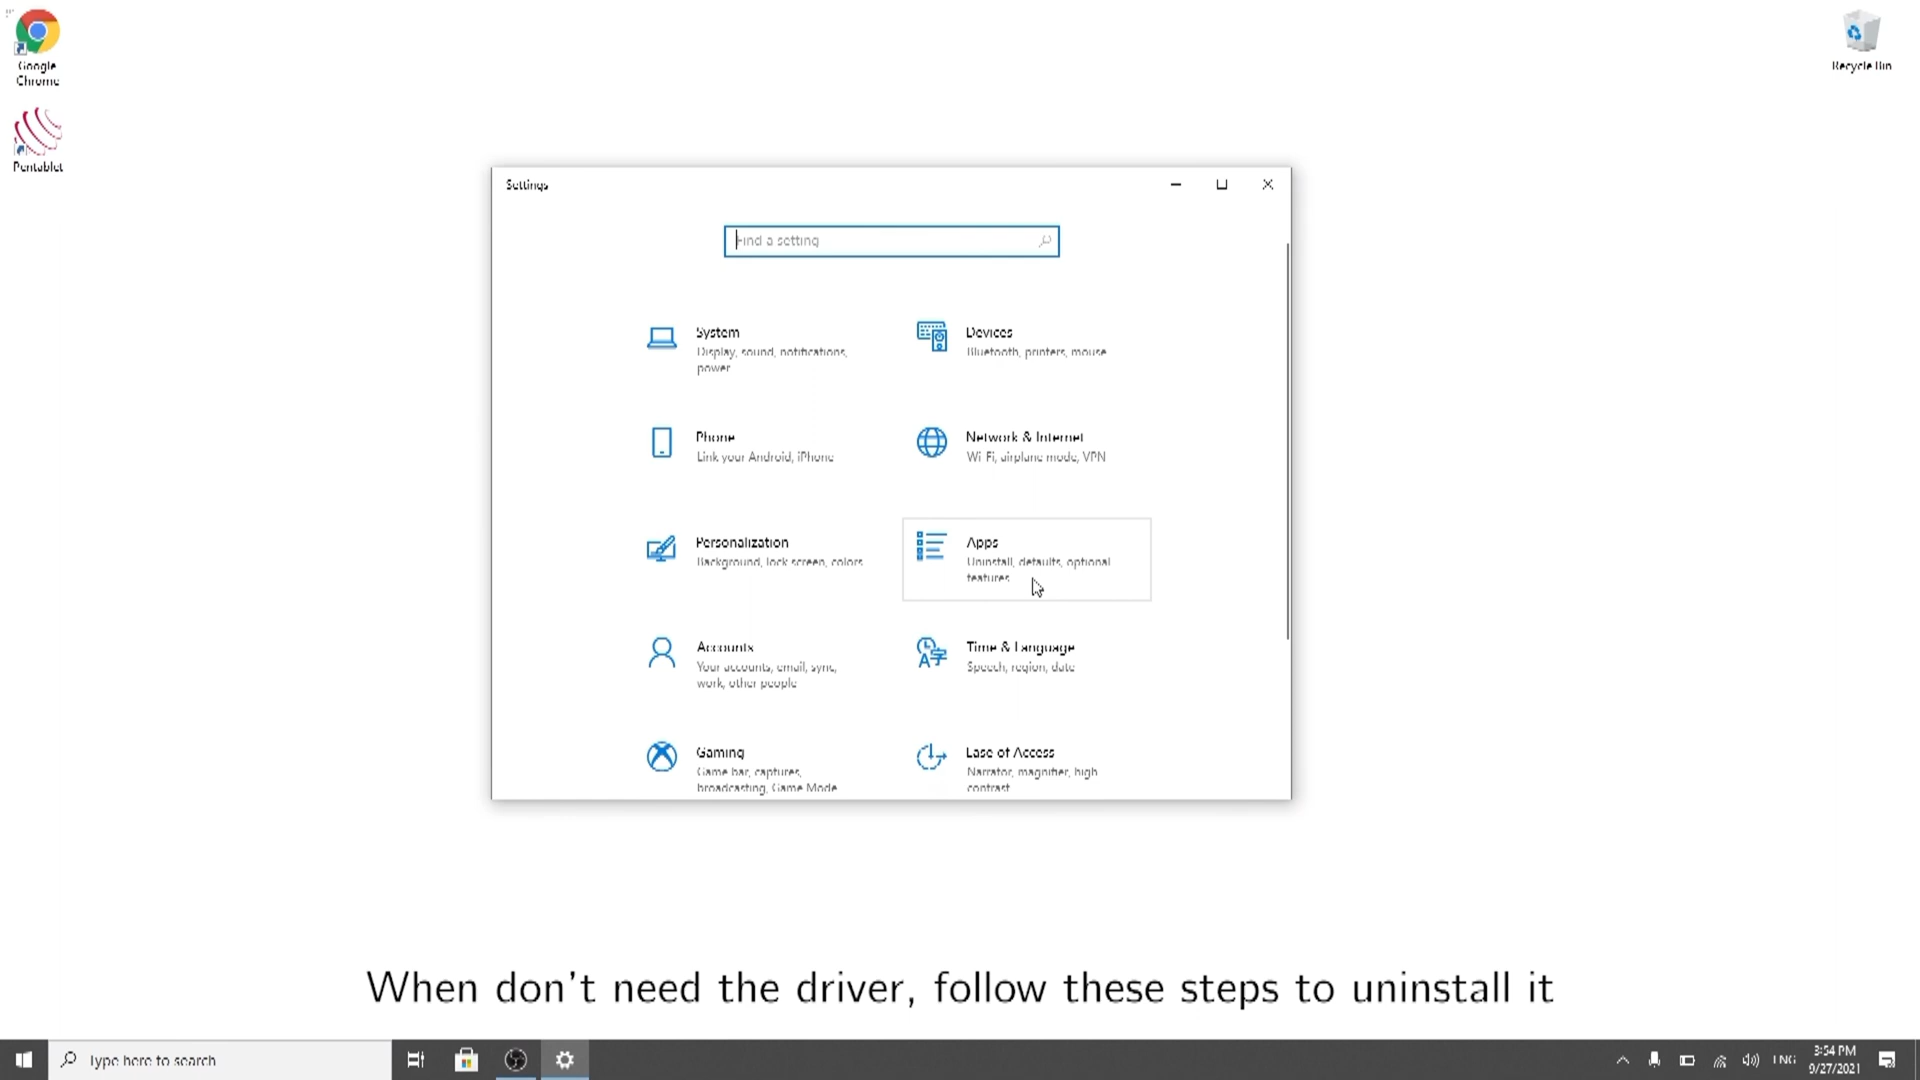 Google
Chrome
Pentablet
Recycle Bin
Settings
Find a setting
System
Display, sound, notifications,
power
Devices
Bluetooth, printers, mouse
Phone
Link your Android, iPhone
Network & Internet
Wi-Fi, airplane mode, VPN
Personalization
Background, lock screen, colors
Apps
Uninstall, defaults, optional
features
Accounts
Your accounts, email, sync,
work, other people
Time & Language
Speech, region, date
Gaming
Game bar, captures,
broadcasting, Game Mode
Ease of Access
Narrator, magnifier, high
contrast
When don't need the driver, follow these steps to uninstall it
Type here to search
ENG
3:54 PM
9/27/2021